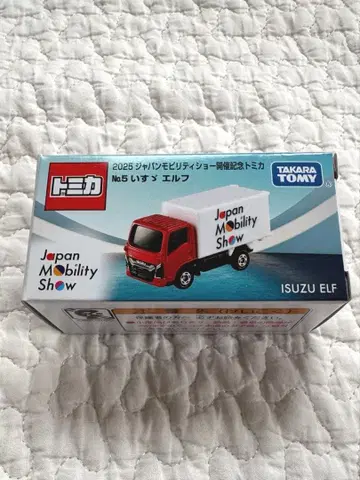 2025 ジャパンモビリティショー開催記念トミカ
トミカ
№5 いすゞ エルフ
TAKARA
TOMY
Japan
Mobility
Show
Japan
Mobility
Show
ISUZU ELF